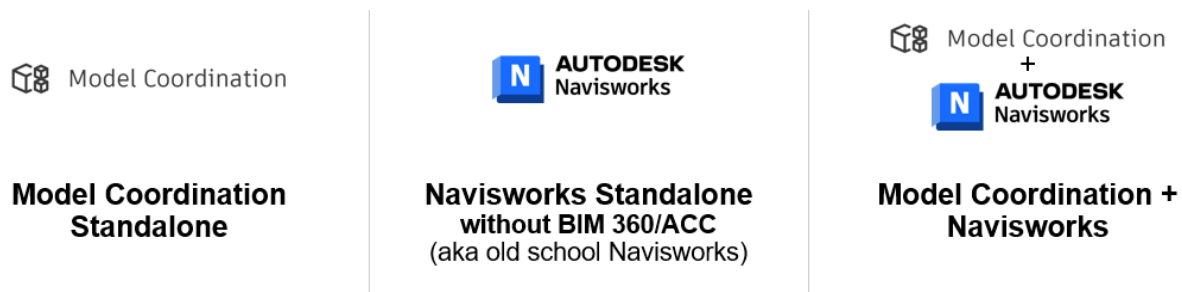 Model Coordination
Model Coordination
Standalone
N AUTODESK
Navisworks
Navisworks Standalone
without BIM 360/ACC
(aka old school Navisworks)
Model Coordination
+
N AUTODESK
Navisworks
Model Coordination +
Navisworks